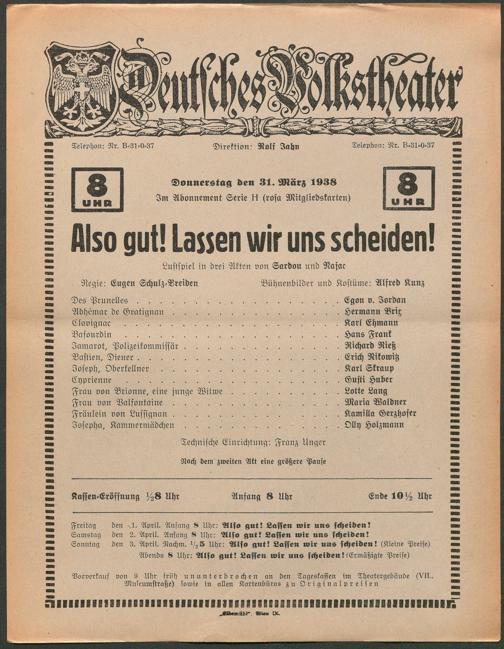 Deutsches Volkstheater
Telephon: Nr. B-31-0-37 Direktion: Rolf Jahn Telephon: Nr. B-31-0-37
8 UHR Donnerstag den 31. März 1938 8 UHR
Im Abonnement Serie H (rosa Mitgliedskarten)
Also gut! Lassen wir uns scheiden!
Lustspiel in drei Akten von Sardou und Najac
Regie: Eugen Schulz-Breiden Bühnenbilder und Kostüme: Alfred Kunz
Des Prunelles . . . . . . . . . . Egon v. Jordan
Adhémar de Gratignan . . . . . . . . . . Hermann Brix
Clavignac . . . . . . . . . . Karl Ehmann
Bafourdin . . . . . . . . . . Hans Frank
Jamarot, Polizeikommissär . . . . . . . . . . Richard Rieß
Bastien, Diener . . . . . . . . . . Erich Nikowitz
Joseph, Oberkellner . . . . . . . . . . Karl Skraup
Cyprienne . . . . . . . . . . Gusti Huber
Frau von Brionne, eine junge Witwe . . . . . . . . . . Lotte Lang
Frau von Valfontaine . . . . . . . . . . Maria Waldner
Fräulein von Lussignan . . . . . . . . . . Kamilla Gerzhofer
Josepha, Kammermädchen . . . . . . . . . . Olly Holzmann
Technische Einrichtung: Franz Unger
Nach dem zweiten Akt eine größere Pause
Kassen-Eröffnung ½8 Uhr Anfang 8 Uhr Ende 10½ Uhr
Freitag den 1. April. Anfang 8 Uhr: Also gut! Lassen wir uns scheiden!
Samstag den 2. April. Anfang 8 Uhr: Also gut! Lassen wir uns scheiden!
Sonntag den 3. April. Nachm. ½5 Uhr: Also gut! Lassen wir uns scheiden! (Kleine Preise)
Abends 8 Uhr: Also gut! Lassen wir uns scheiden! (Ermäßigte Preise)
Vorverkauf von 9 Uhr früh ununterbrochen an den Tageskassen im Theatergebäude (VII.,
Museumstraße) sowie in allen Kartenbüros zu Originalpreisen
Wien IX.